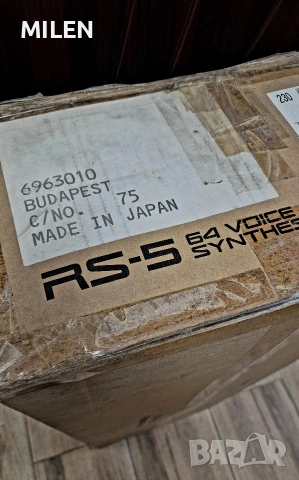 MILEN
230
6963010
BUDAPEST
C/NO. 75
MADE IN JAPAN
RS-5 64 VOICE
SYNTHES
BAZAR